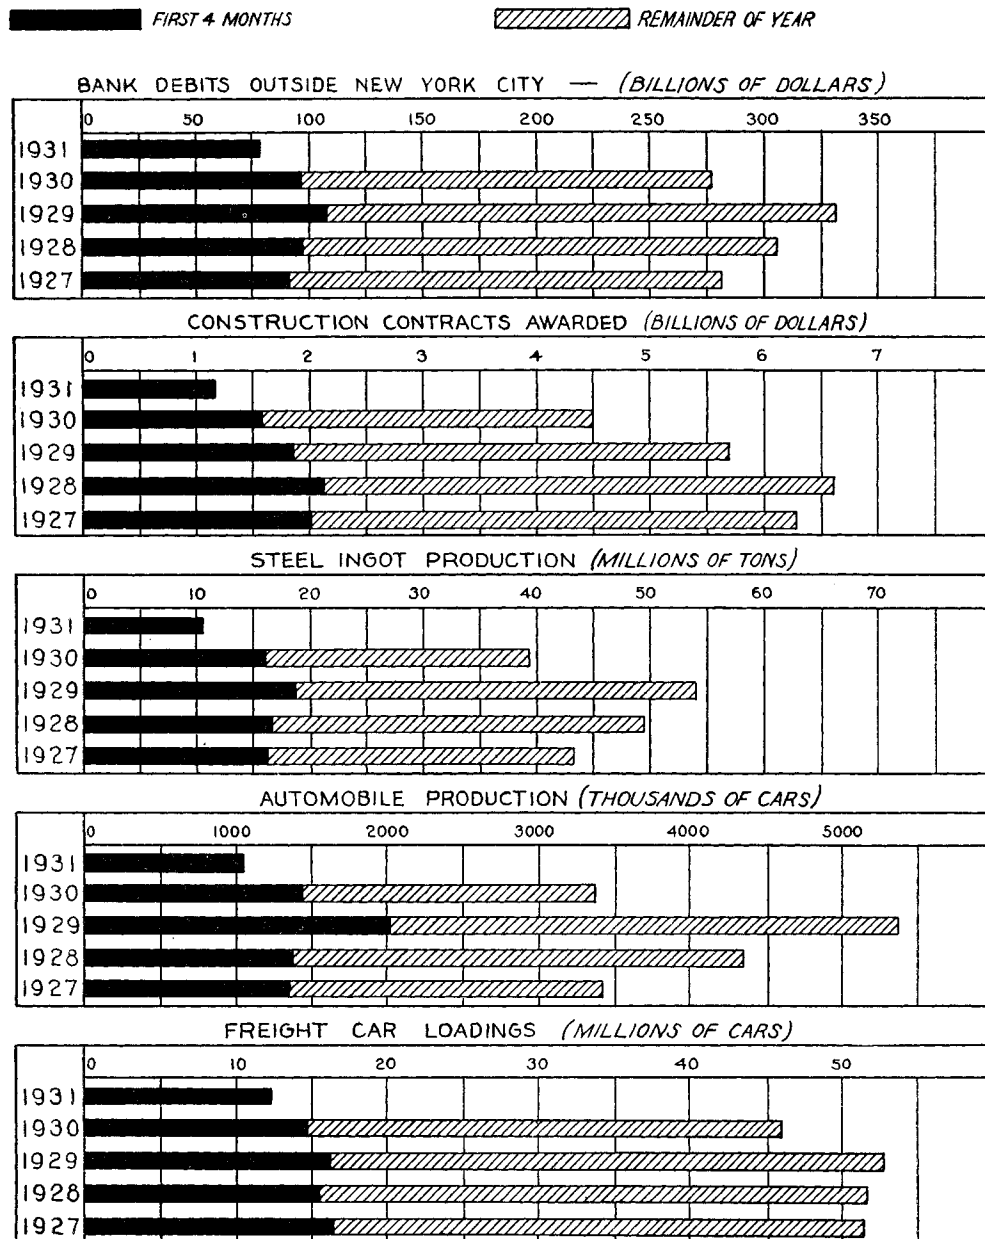 FIRST 4 MONTHS REMAINDER OF YEAR
BANK DEBITS OUTSIDE NEW YORK CITY — (BILLIONS OF DOLLARS)
0 50 100 150 200 250 300 350
1931
1930
1929
1928
1927
CONSTRUCTION CONTRACTS AWARDED (BILLIONS OF DOLLARS)
0 1 2 3 4 5 6 7
1931
1930
1929
1928
1927
STEEL INGOT PRODUCTION (MILLIONS OF TONS)
0 10 20 30 40 50 60 70
1931
1930
1929
1928
1927
AUTOMOBILE PRODUCTION (THOUSANDS OF CARS)
0 1000 2000 3000 4000 5000
1931
1930
1929
1928
1927
FREIGHT CAR LOADINGS (MILLIONS OF CARS)
0 10 20 30 40 50
1931
1930
1929
1928
1927